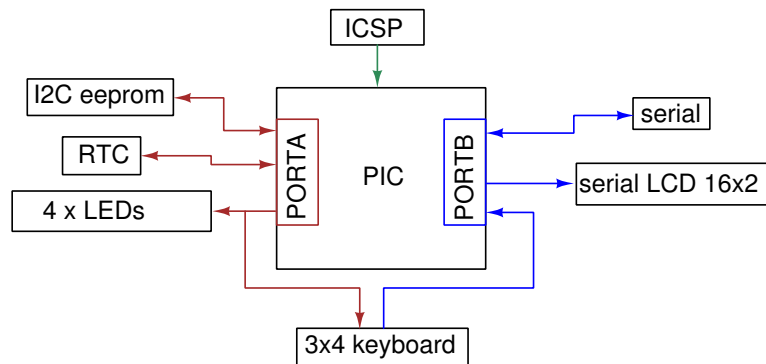 ICSP
I2C eeprom
serial
RTC
PORTA
PIC
PORTB
serial LCD 16x2
4 x LEDs
3x4 keyboard